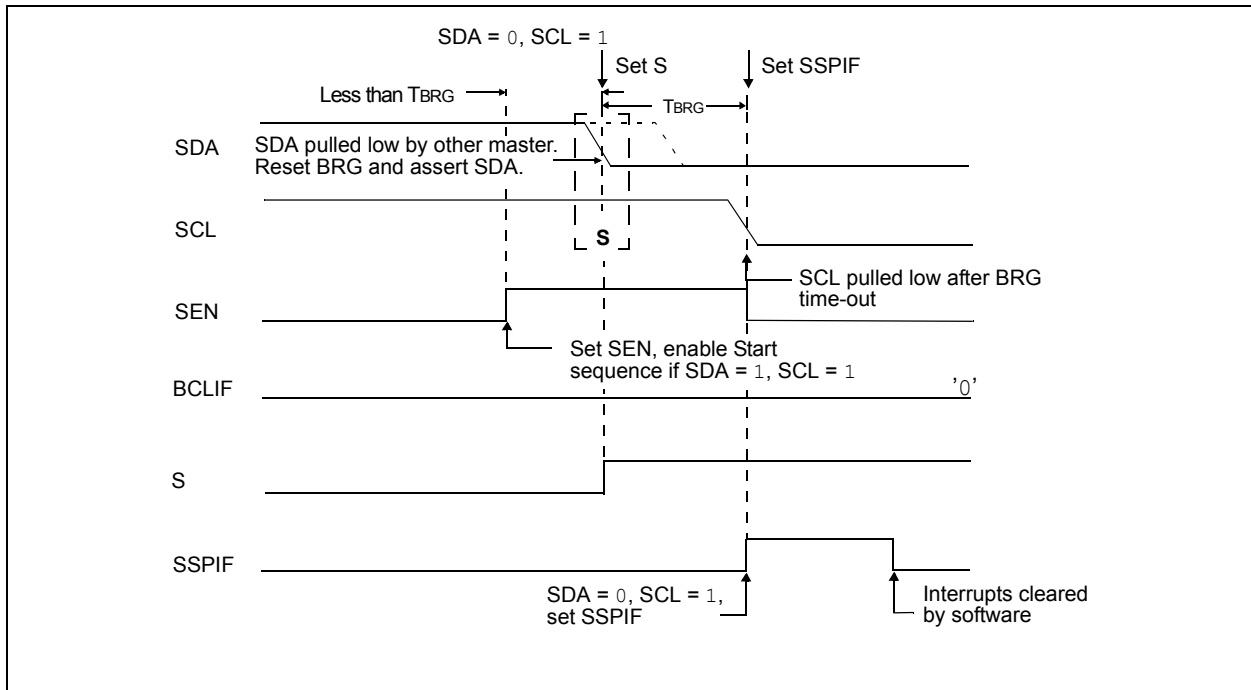 SDA = 0, SCL = 1
Set S
Set SSPIF
Less than TBRG
TBRG
SDA
SDA pulled low by other master.
Reset BRG and assert SDA.
SCL
S
SCL pulled low after BRG
time-out
SEN
Set SEN, enable Start
sequence if SDA = 1, SCL = 1
BCLIF
'0'
S
SSPIF
SDA = 0, SCL = 1,
set SSPIF
Interrupts cleared
by software